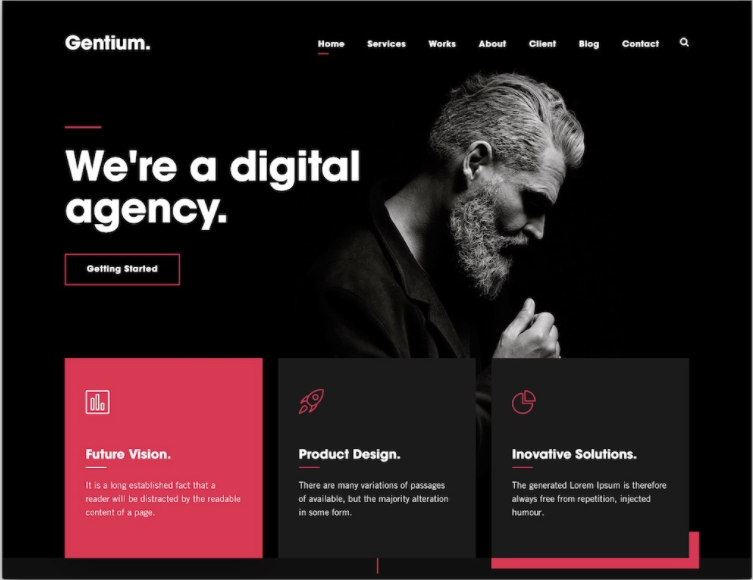 Gentium.
Home Services Works About Client Blog Contact
We're a digital
agency.
Getting Started
Future Vision.
It is a long established fact that a
reader will be distracted by the readable
content of a page.
Product Design.
There are many variations of passages
of available, but the majority alteration
in some form.
Inovative Solutions.
The generated Lorem Ipsum is therefore
always free from repetition, injected
humour.